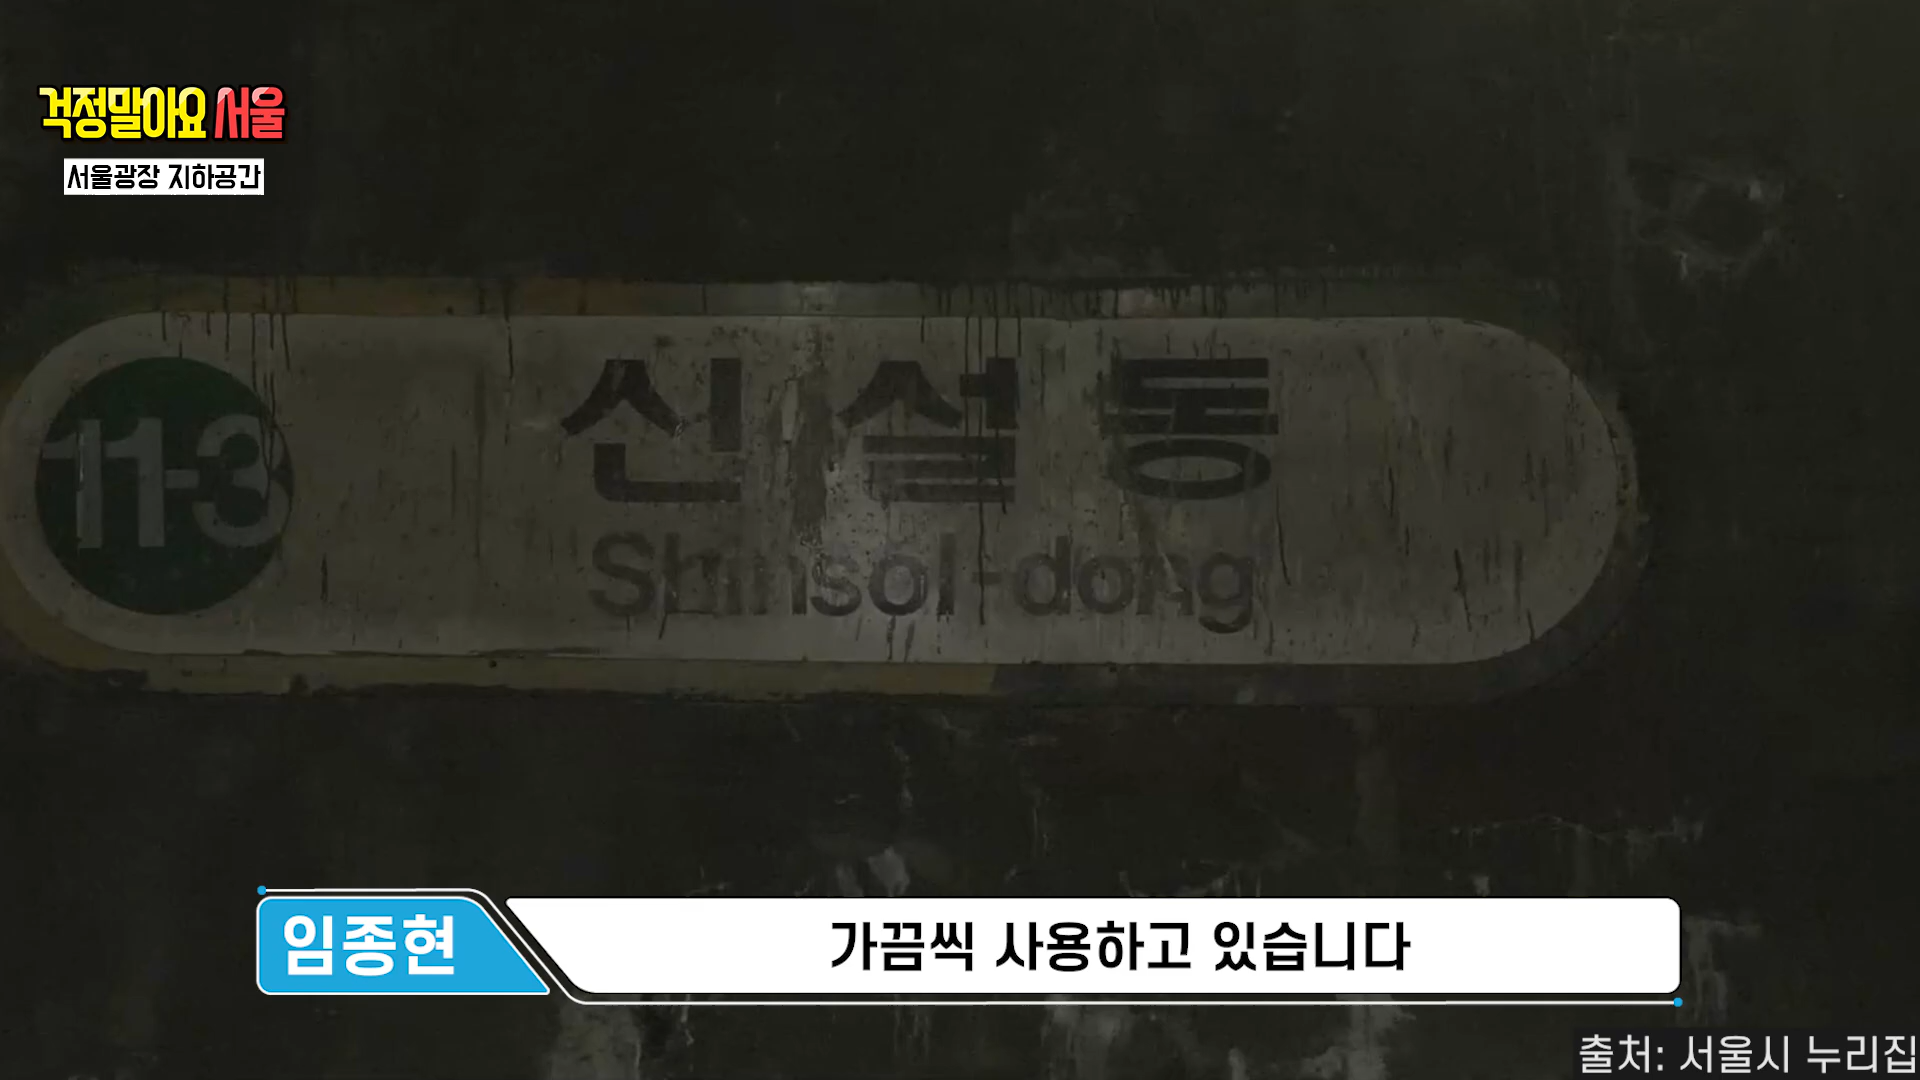 걱정말아요 서울
서울광장 지하공간
11-3
신설동
Shinsol-dong
임종현
가끔씩 사용하고 있습니다
출처: 서울시 누리집